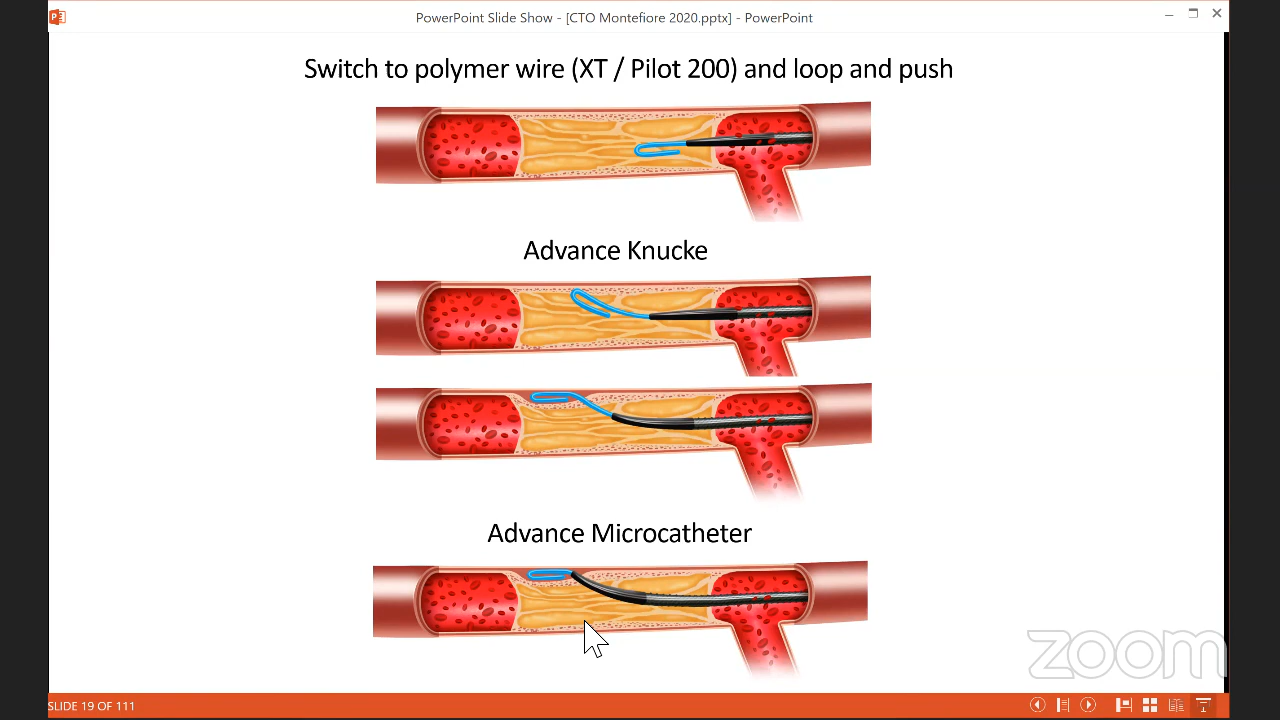 PowerPoint Slide Show - [CTO Montefiore 2020.pptx] - PowerPoint
Switch to polymer wire (XT / Pilot 200) and loop and push
Advance Knucke
Advance Microcatheter
zoom
SLIDE 19 OF 111